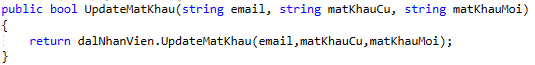 public bool UpdateMatKhau(string email, string matKhauCu, string matKhauMoi)
{
    return dalNhanVien.UpdateMatKhau(email,matKhauCu,matKhauMoi);
}